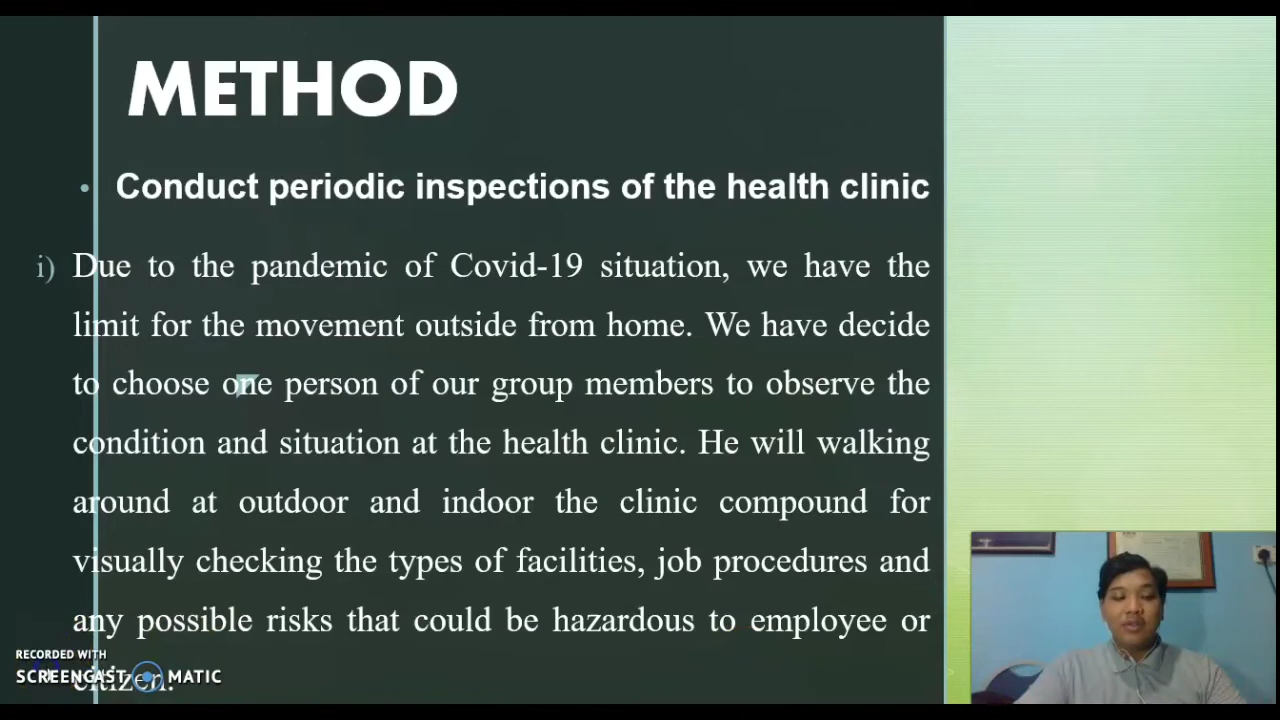 METHOD
• Conduct periodic inspections of the health clinic
i) Due to the pandemic of Covid-19 situation, we have the
limit for the movement outside from home. We have decide
to choose one person of our group members to observe the
condition and situation at the health clinic. He will walking
around at outdoor and indoor the clinic compound for
visually checking the types of facilities, job procedures and
any possible risks that could be hazardous to employee or
citizen.
RECORDED WITH
SCREENCAST MATIC